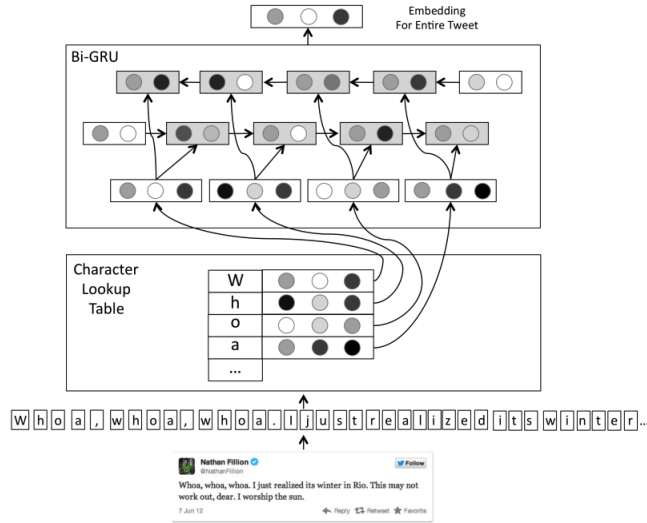 Embedding
For Entire Tweet
Bi-GRU
Character
Lookup
Table
W
h
o
a
...
W h o a , w h o a , w h o a . I j u s t r e a l i z e d i t s w i n t e r ...
Nathan Fillion
@NathanFillion
Follow
Whoa, whoa, whoa. I just realized its winter in Rio. This may not
work out, dear. I worship the sun.
7 Jun 12 Reply Retweet Favorite